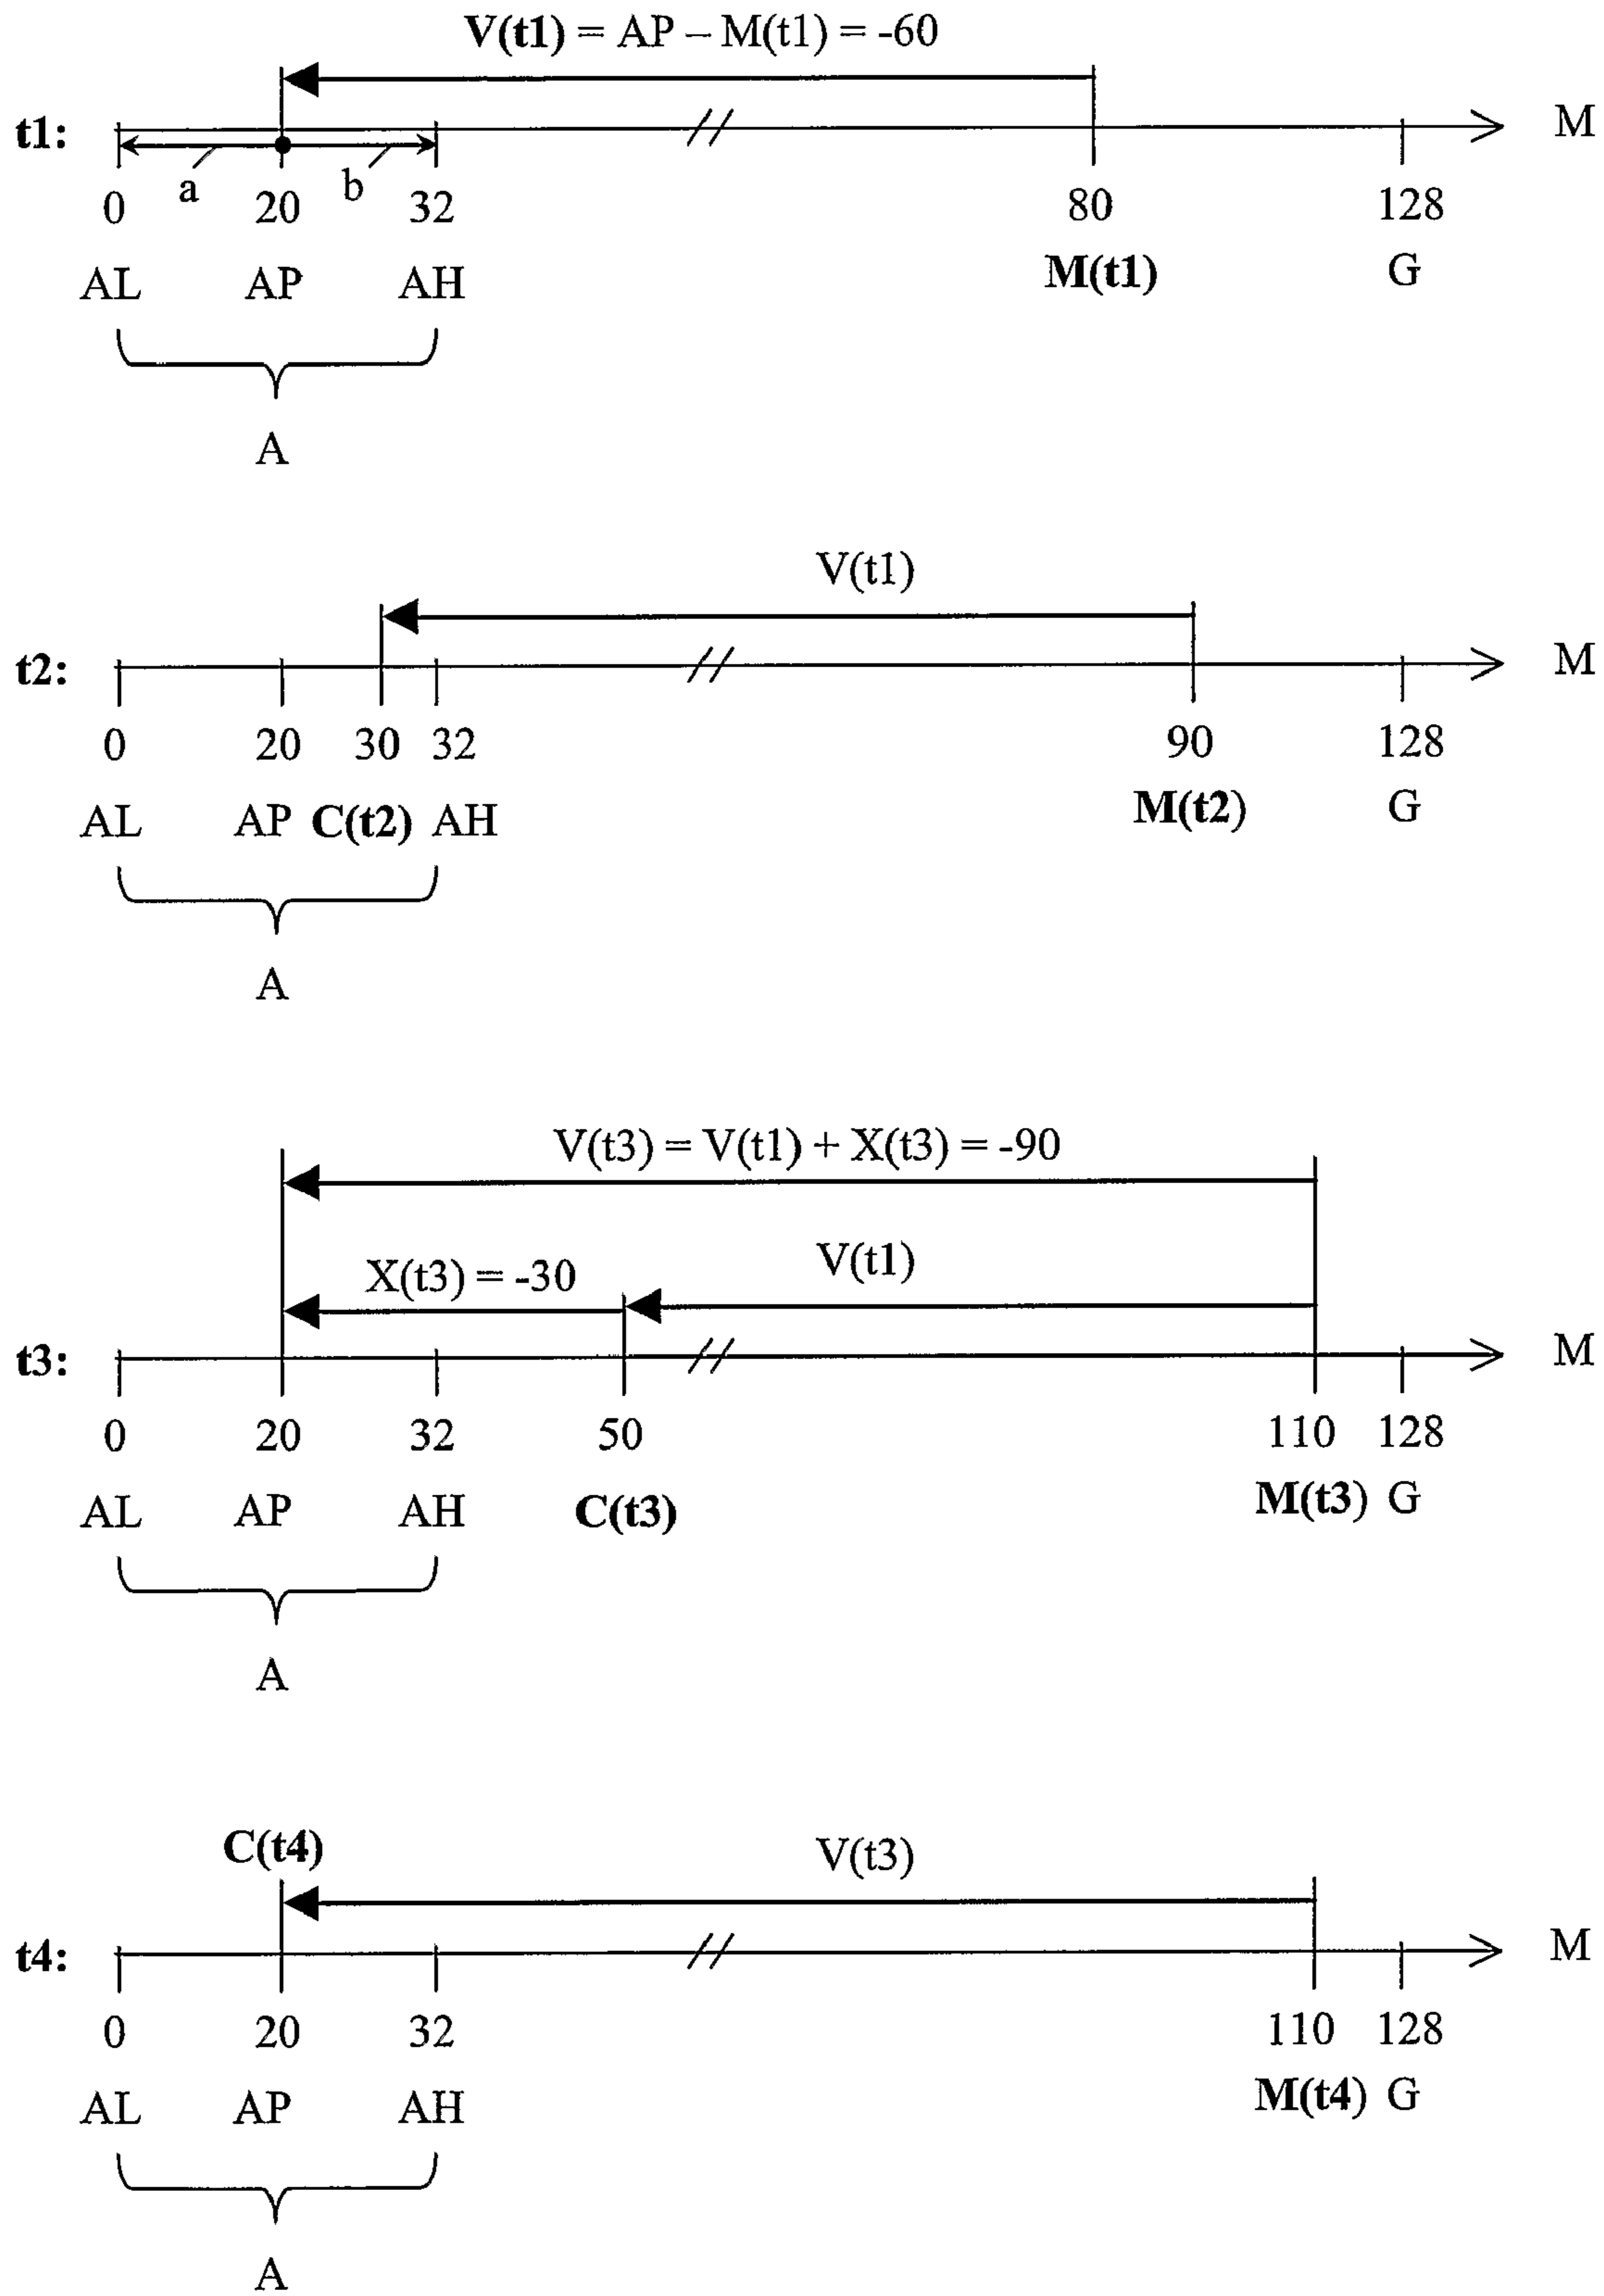 V(t1) = AP – M(t1) = -60
t1:
M
a
b
0 20 32 80 128
AL AP AH M(t1) G
A
V(t1)
t2:
M
0 20 30 32 90 128
AL AP C(t2) AH M(t2) G
A
V(t3) = V(t1) + X(t3) = -90
X(t3) = -30
V(t1)
t3:
M
0 20 32 50 110 128
AL AP AH C(t3) M(t3) G
A
C(t4)
V(t3)
t4:
M
0 20 32 110 128
AL AP AH M(t4) G
A